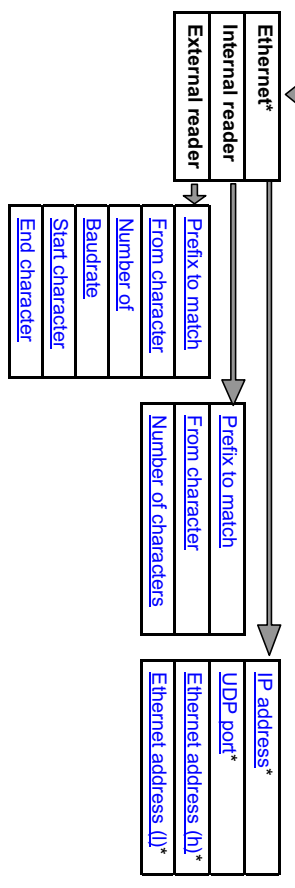 Ethernet*
Internal reader
External reader
Prefix to match
From character
Number of
Baudrate
Start character
End character
Prefix to match
From character
Number of characters
IP address*
UDP port*
Ethernet address (h)*
Ethernet address (l)*